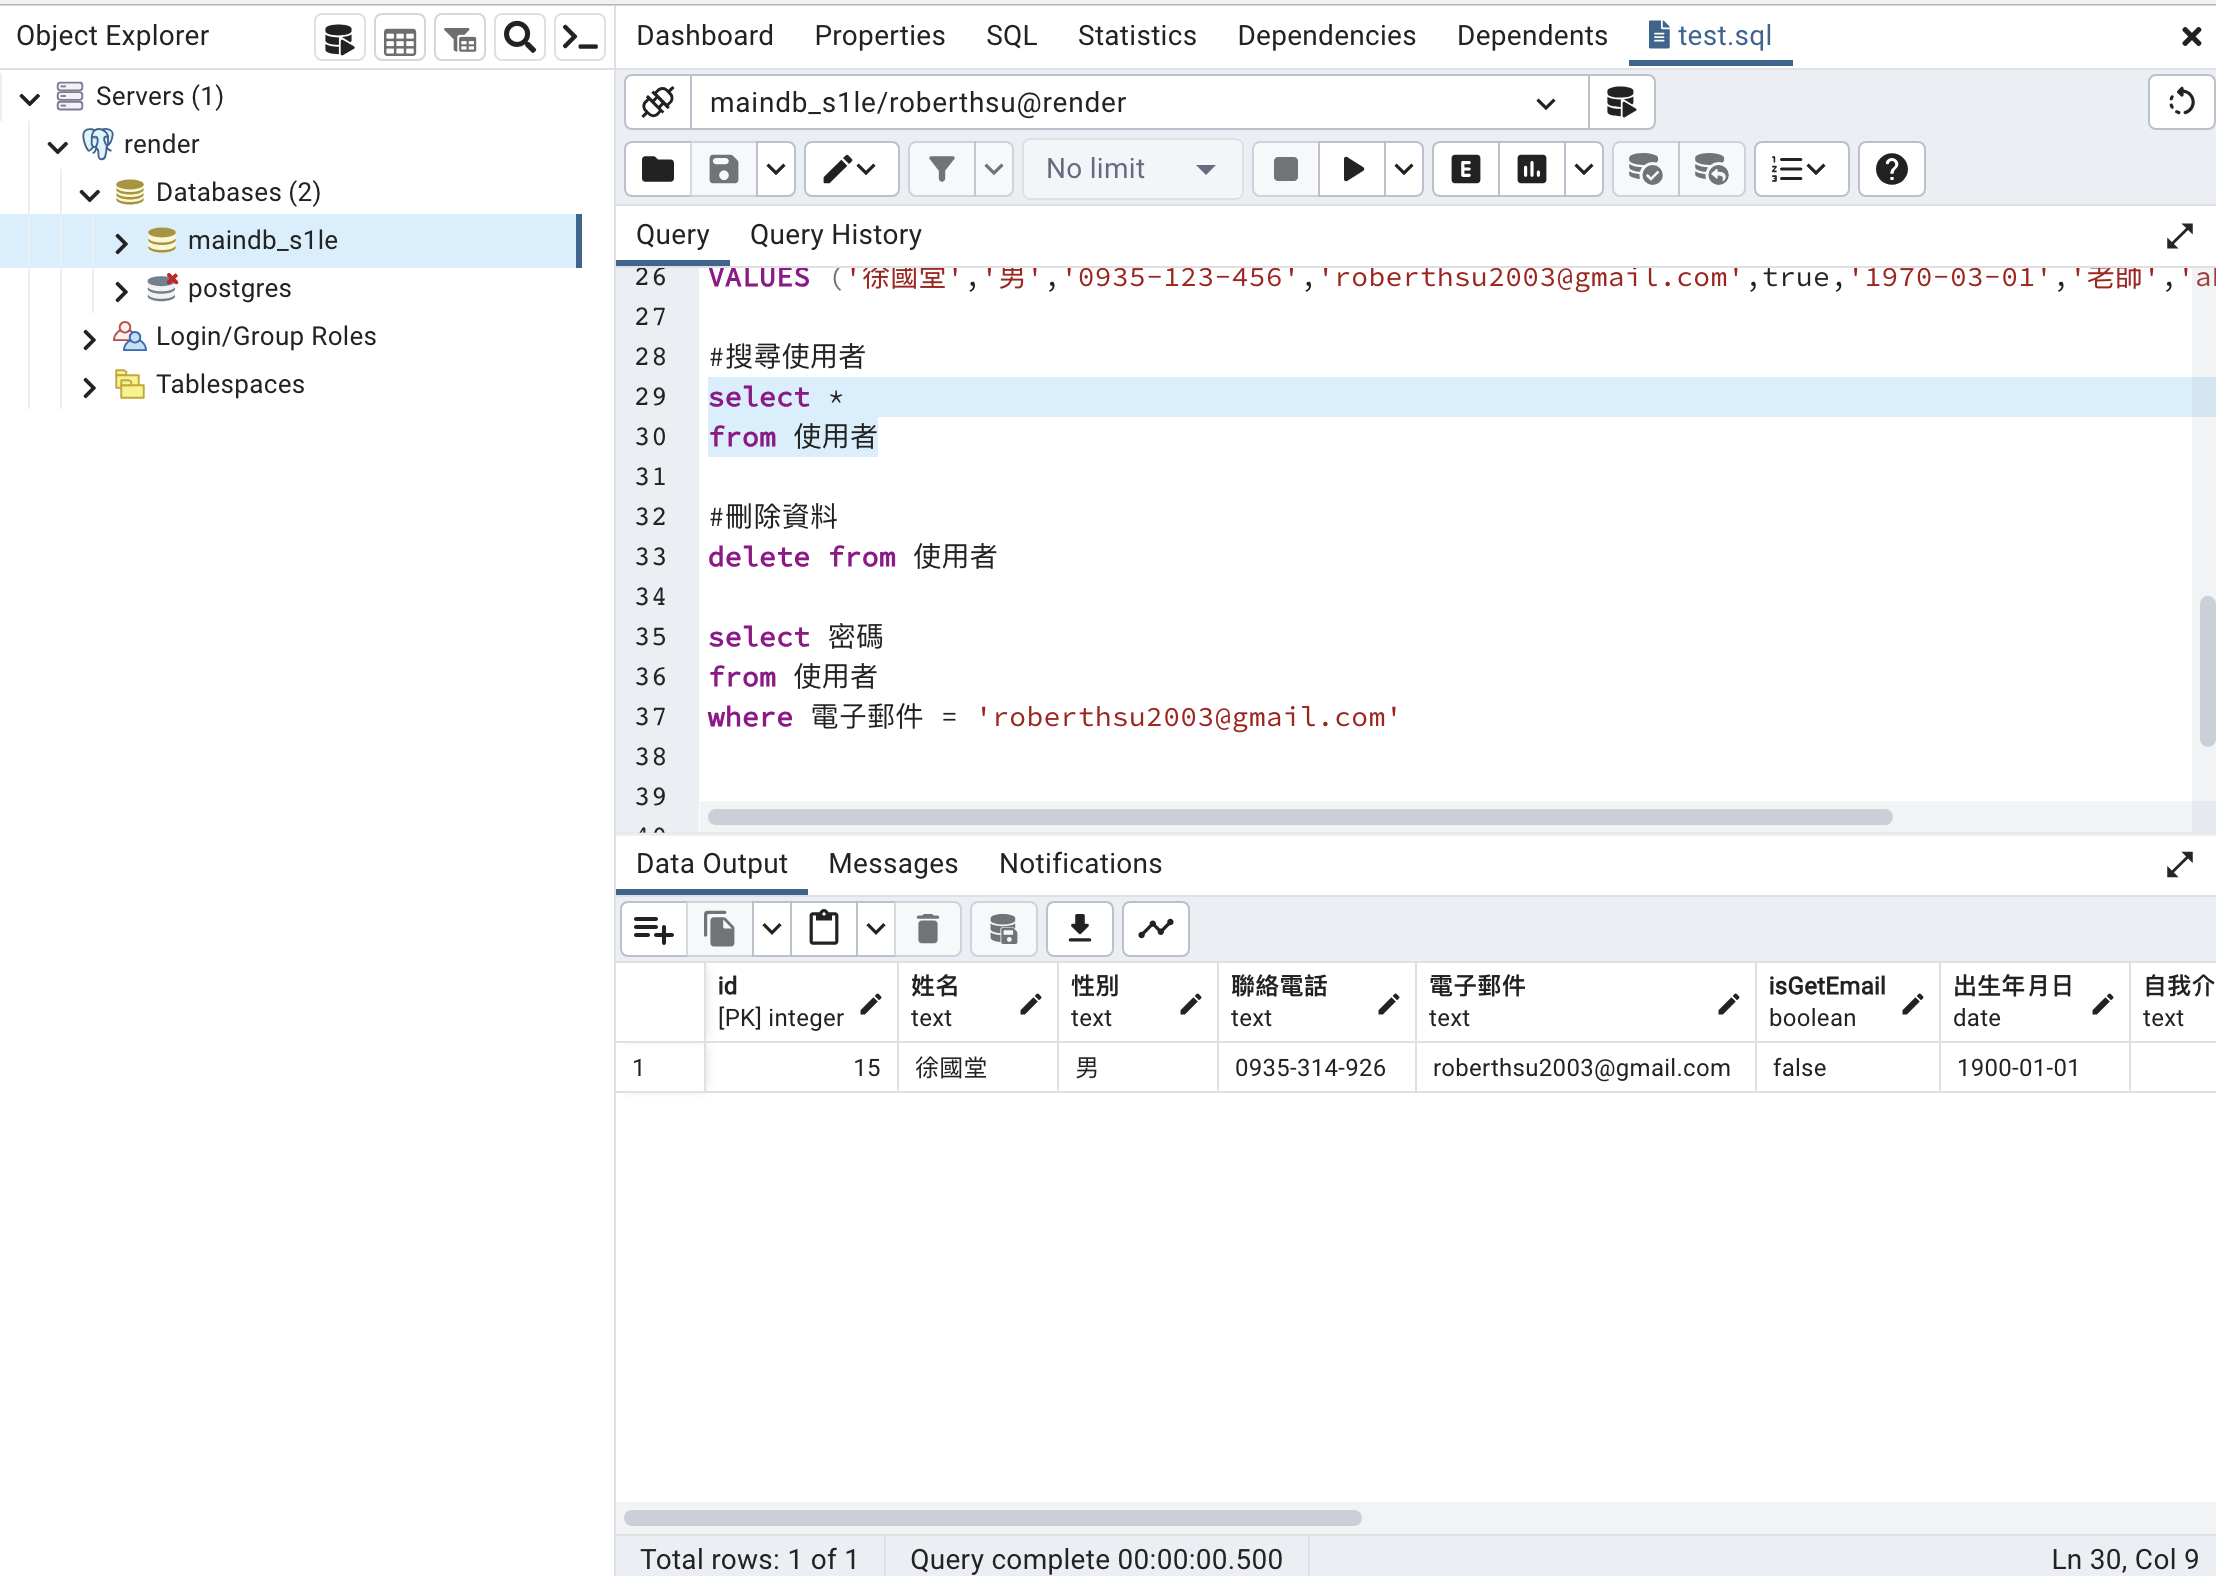 Object Explorer
Dashboard Properties SQL Statistics Dependencies Dependents test.sql
Servers (1)
render
Databases (2)
maindb_s1le
postgres
Login/Group Roles
Tablespaces
maindb_s1le/roberthsu@render
No limit
Query Query History
26 VALUES ('徐國堂','男','0935-123-456','roberthsu2003@gmail.com',true,'1970-03-01','老師','a
27
28 #搜尋使用者
29 select *
30 from 使用者
31
32 #刪除資料
33 delete from 使用者
34
35 select 密碼
36 from 使用者
37 where 電子郵件 = 'roberthsu2003@gmail.com'
38
39
Data Output Messages Notifications
id 姓名 性別 聯絡電話 電子郵件 isGetEmail 出生年月日 自我介
[PK] integer text text text text boolean date text
1 15 徐國堂 男 0935-314-926 roberthsu2003@gmail.com false 1900-01-01
Total rows: 1 of 1 Query complete 00:00:00.500 Ln 30, Col 9